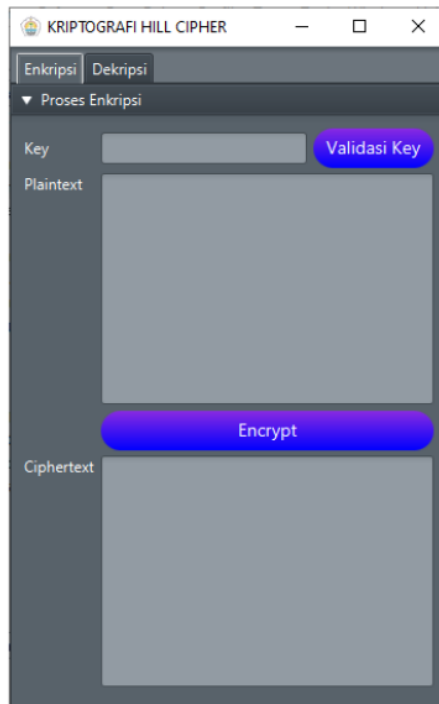 KRIPTOGRAFI HILL CIPHER
Enkripsi Dekripsi
Proses Enkripsi
Key Validasi Key
Plaintext
Encrypt
Ciphertext